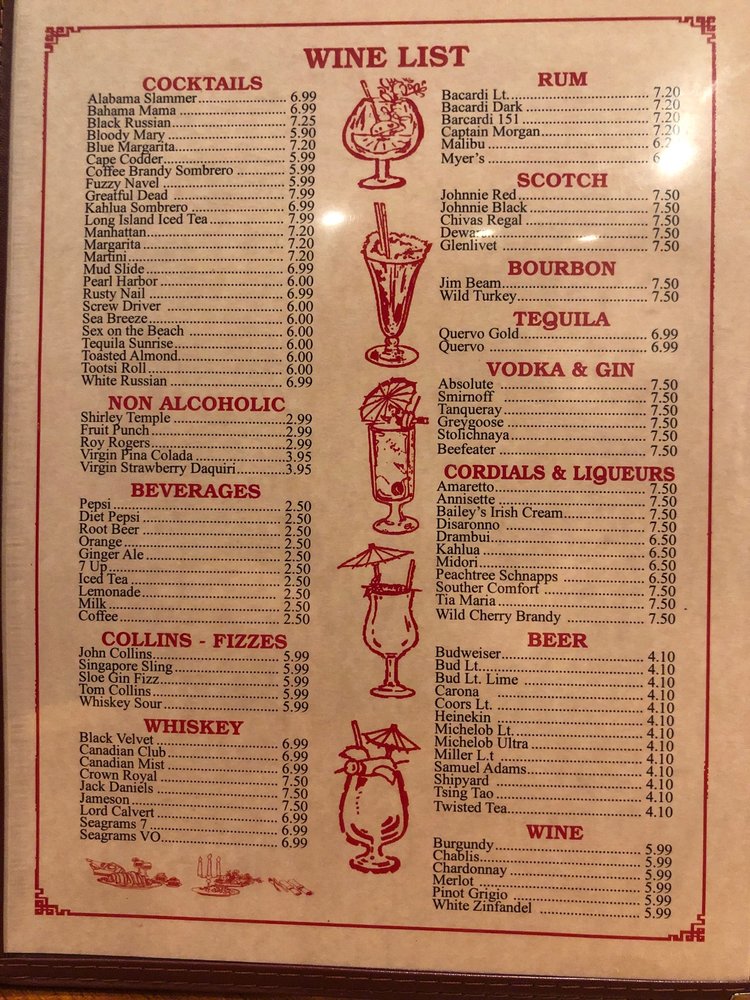 WINE LIST
COCKTAILS
Alabama Slammer 6.99
Bahama Mama 6.99
Black Russian 7.25
Bloody Mary 5.90
Blue Margarita 7.20
Cape Codder 5.99
Coffee Brandy Sombrero 5.99
Fuzzy Navel 5.99
Greatful Dead 7.99
Kahlua Sombrero 6.99
Long Island Iced Tea 7.99
Manhattan 7.20
Margarita 7.20
Martini 7.20
Mud Slide 6.99
Pearl Harbor 6.00
Rusty Nail 6.99
Screw Driver 6.00
Sea Breeze 6.00
Sex on the Beach 6.00
Tequila Sunrise 6.00
Toasted Almond 6.00
Tootsi Roll 6.00
White Russian 6.99
NON ALCOHOLIC
Shirley Temple 2.99
Fruit Punch 2.99
Roy Rogers 2.99
Virgin Pina Colada 3.95
Virgin Strawberry Daquiri 3.95
BEVERAGES
Pepsi 2.50
Diet Pepsi 2.50
Root Beer 2.50
Orange 2.50
Ginger Ale 2.50
7 Up 2.50
Iced Tea 2.50
Lemonade 2.50
Milk 2.50
Coffee 2.50
COLLINS - FIZZES
John Collins 5.99
Singapore Sling 5.99
Sloe Gin Fizz 5.99
Tom Collins 5.99
Whiskey Sour 5.99
WHISKEY
Black Velvet 6.99
Canadian Club 6.99
Canadian Mist 6.99
Crown Royal 7.50
Jack Daniels 7.50
Jameson 7.50
Lord Calvert 6.99
Seagrams 7 6.99
Seagrams VO 6.99
RUM
Bacardi Lt. 7.20
Bacardi Dark 7.20
Barcardi 151 7.20
Captain Morgan 7.20
Malibu
Myer's
SCOTCH
Johnnie Red 7.50
Johnnie Black 7.50
Chivas Regal 7.50
7.50
Glenlivet 7.50
BOURBON
Jim Beam 7.50
Wild Turkey 7.50
TEQUILA
Quervo Gold 6.99
Quervo 6.99
VODKA & GIN
Absolute 7.50
Smirnoff 7.50
Tanqueray 7.50
Greygoose 7.50
Stolichnaya 7.50
Beefeater 7.50
CORDIALS & LIQUEURS
Amaretto 7.50
Annisette 7.50
Bailey's Irish Cream 7.50
Disaronno 7.50
Drambui 6.50
Kahlua 6.50
Midori 6.50
Peachtree Schnapps 6.50
Souther Comfort 7.50
Tia Maria 7.50
Wild Cherry Brandy 7.50
BEER
Budweiser 4.10
Bud Lt. 4.10
Bud Lt. Lime 4.10
Carona 4.10
Coors Lt. 4.10
Heinekin 4.10
Michelob Lt. 4.10
Michelob Ultra 4.10
Miller L.t 4.10
Samuel Adams 4.10
Shipyard 4.10
Tsing Tao 4.10
Twisted Tea 4.10
WINE
Burgundy 5.99
Chablis 5.99
Chardonnay 5.99
Merlot 5.99
Pinot Grigio 5.99
White Zinfandel 5.99